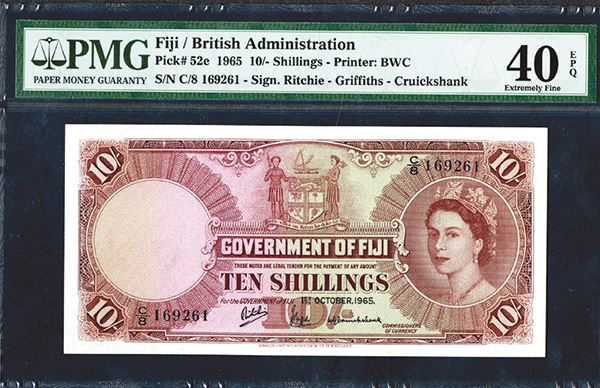 PMG
PAPER MONEY GUARANTY
Fiji / British Administration
Pick# 52e 1965 10/- Shillings - Printer: BWC
S/N C/8 169261 - Sign. Ritchie - Griffiths - Cruickshank
40 EPQ
Extremely Fine
10/-
10/-
C/8 169261
GOVERNMENT OF FIJI
THESE NOTES ARE LEGAL TENDER FOR THE PAYMENT OF ANY AMOUNT
TEN SHILLINGS
For the GOVERNMENT OF FIJI 1ST OCTOBER, 1965.
C/8 169261
10/-
COMMISSIONERS OF CURRENCY
10/-
10/-